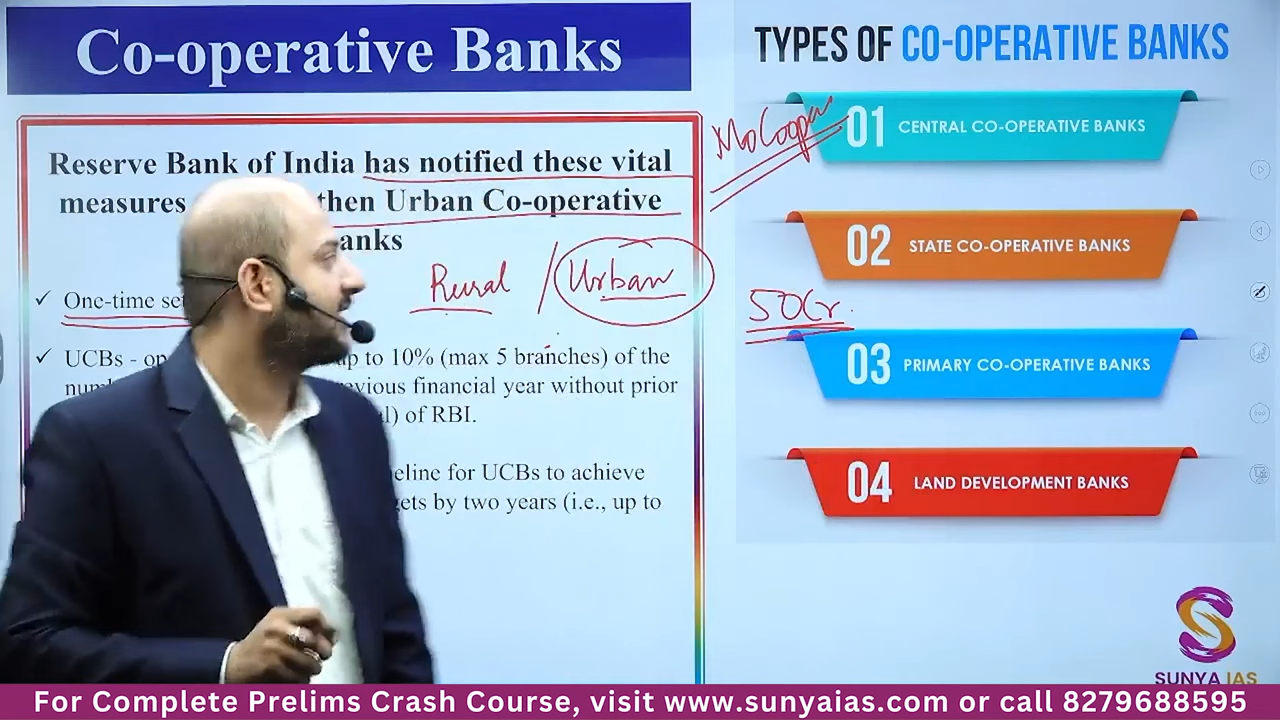 Co-operative Banks
Reserve Bank of India has notified these vital
measures then Urban Co-operative
anks
Rural / Urban
One-time
UCBs - up to 10% (max 5 branches) of the
revious financial year without prior
of RBI.
eline for UCBs to achieve
gets by two years (i.e., up to
TYPES OF CO-OPERATIVE BANKS
01 CENTRAL CO-OPERATIVE BANKS
02 STATE CO-OPERATIVE BANKS
50Cr.
03 PRIMARY CO-OPERATIVE BANKS
04 LAND DEVELOPMENT BANKS
S
SUNYA IAS
For Complete Prelims Crash Course, visit www.sunyaias.com or call 8279688595